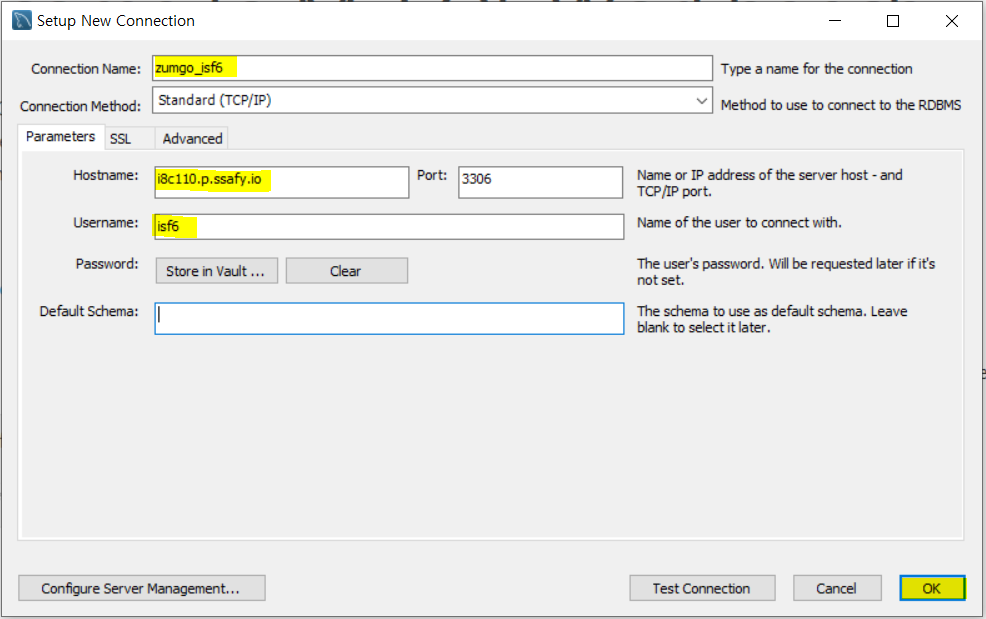 Setup New Connection
Connection Name: zumgo_isf6 Type a name for the connection
Connection Method: Standard (TCP/IP) Method to use to connect to the RDBMS
Parameters SSL Advanced
Hostname: i8c110.p.ssafy.io Port: 3306 Name or IP address of the server host - and
TCP/IP port.
Username: isf6 Name of the user to connect with.
Password: Store in Vault ... Clear The user's password. Will be requested later if it's
not set.
Default Schema: The schema to use as default schema. Leave
blank to select it later.
Configure Server Management... Test Connection Cancel OK